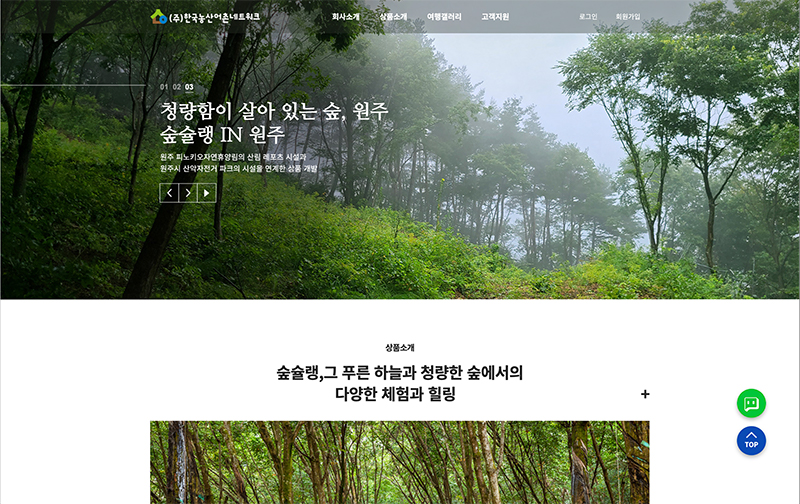 (주)한국농산어촌네트워크
회사소개 상품소개 여행갤러리 고객지원 로그인 회원가입
01 02 03
청량함이 살아 있는 숲, 원주
숲슐랭 IN 원주
원주 피노키오자연휴양림의 산림 레포츠 시설과
원주시 산악자전거 파크의 시설을 연계한 상품 개발
상품소개
숲슐랭,그 푸른 하늘과 청량한 숲에서의
다양한 체험과 힐링
+
TOP